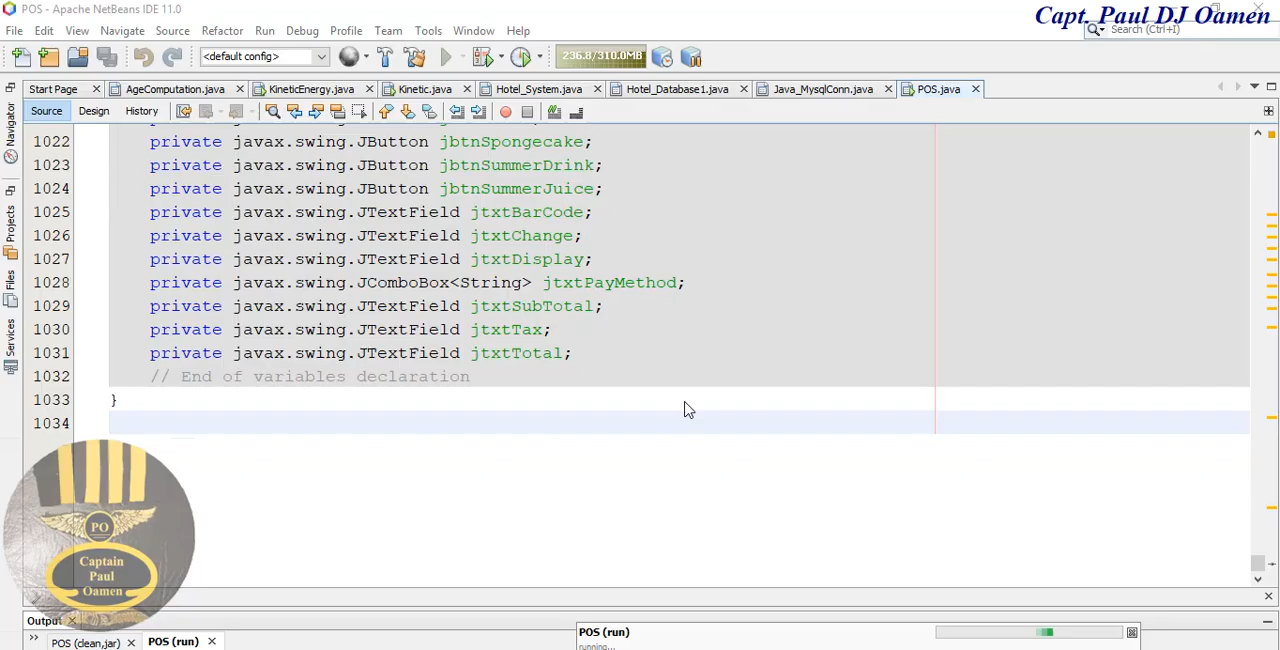 POS - Apache NetBeans IDE 11.0
Capt. Paul DJ Oamen
File Edit View Navigate Source Refactor Run Debug Profile Team Tools Window Help
Search (Ctrl+I)
<default config>
236.8/310.0MB
Start Page AgeComputation.java KineticEnergy.java Kinetic.java Hotel_System.java Hotel_Database1.java Java_MysqlConn.java POS.java
Source Design History
Navigator
Projects
Files
Services
1022 private javax.swing.JButton jbtnSpongecake;
1023 private javax.swing.JButton jbtnSummerDrink;
1024 private javax.swing.JButton jbtnSummerJuice;
1025 private javax.swing.JTextField jtxtBarCode;
1026 private javax.swing.JTextField jtxtChange;
1027 private javax.swing.JTextField jtxtDisplay;
1028 private javax.swing.JComboBox<String> jtxtPayMethod;
1029 private javax.swing.JTextField jtxtSubTotal;
1030 private javax.swing.JTextField jtxtTax;
1031 private javax.swing.JTextField jtxtTotal;
1032 // End of variables declaration
1033 }
1034
PO
Captain
Paul
Oamen
Output
POS (clean,jar) POS (run)
POS (run)
running...